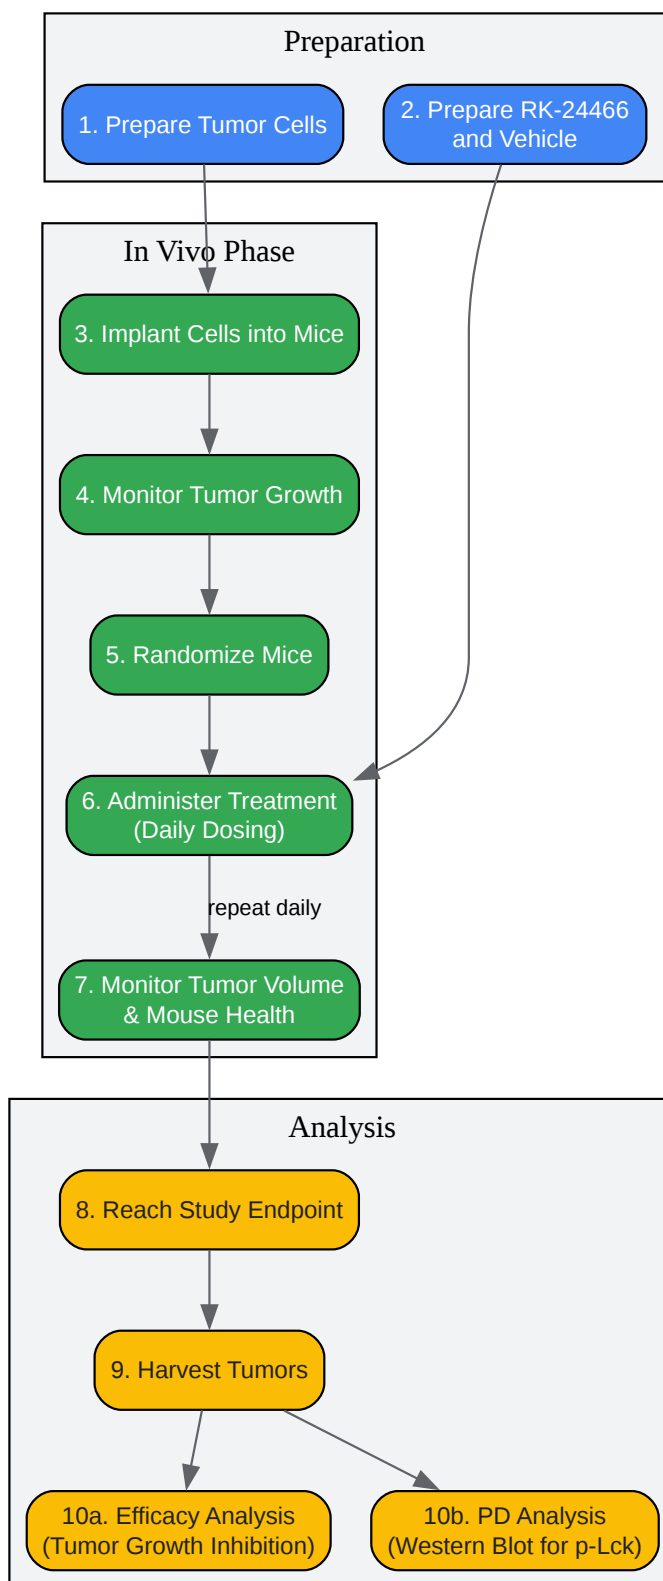 Preparation
1. Prepare Tumor Cells
2. Prepare RK-24466
and Vehicle
In Vivo Phase
3. Implant Cells into Mice
4. Monitor Tumor Growth
5. Randomize Mice
6. Administer Treatment
(Daily Dosing)
repeat daily
7. Monitor Tumor Volume
& Mouse Health
Analysis
8. Reach Study Endpoint
9. Harvest Tumors
10a. Efficacy Analysis
(Tumor Growth Inhibition)
10b. PD Analysis
(Western Blot for p-Lck)